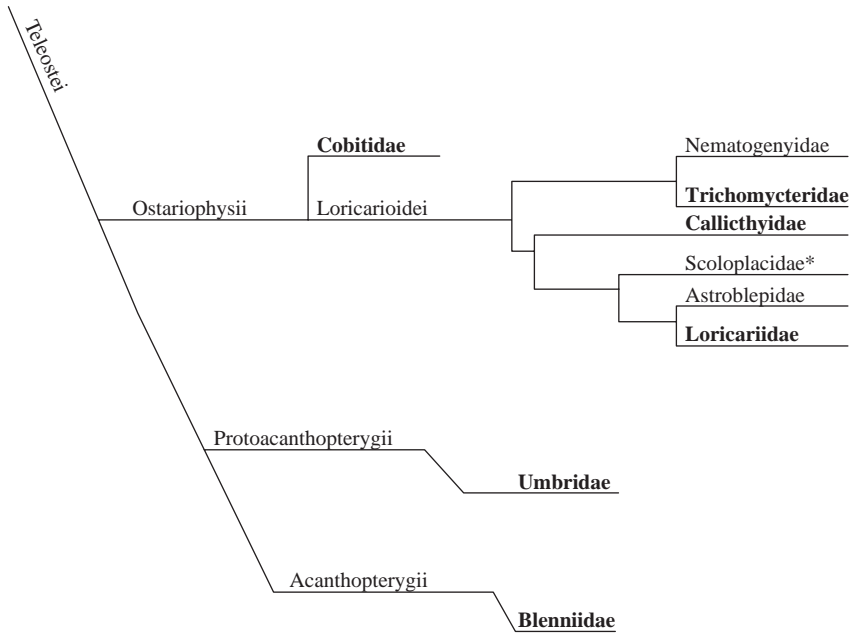 Teleostei
Cobitidae
Nematogenyidae
Trichomycteridae
Ostariophysii
Loricarioidei
Callicthyidae
Scoloplacidae*
Astroblepidae
Loricariidae
Protoacanthopterygii
Umbridae
Acanthopterygii
Blenniidae